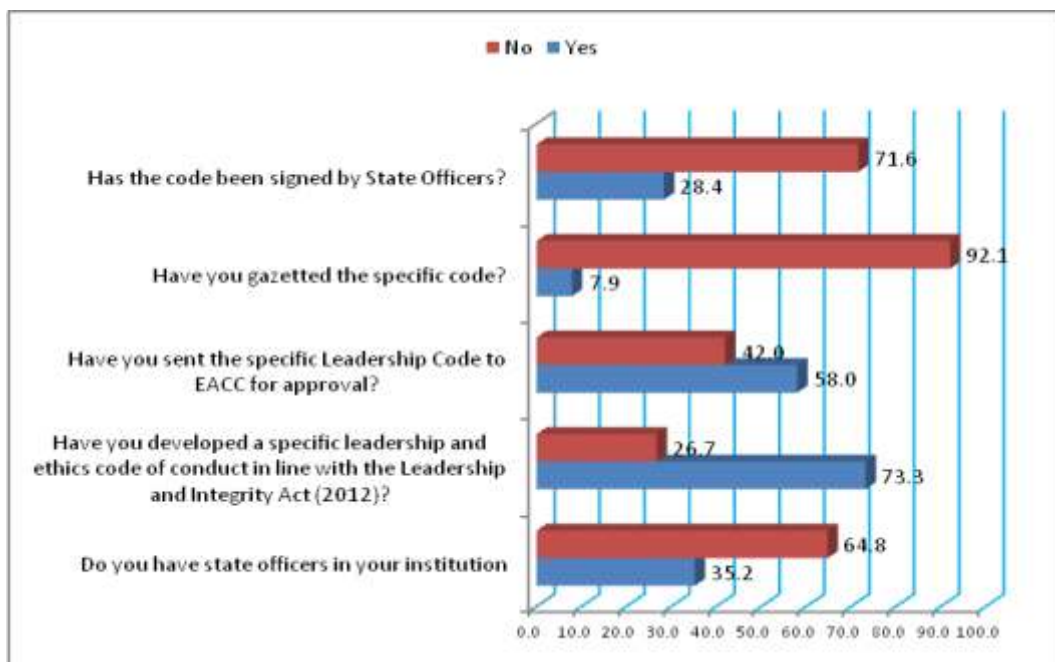 No Yes
Has the code been signed by State Officers?
71.6
28.4
Have you gazetted the specific code?
92.1
7.9
Have you sent the specific Leadership Code to
EACC for approval?
42.0
58.0
Have you developed a specific leadership and
ethics code of conduct in line with the Leadership
and Integrity Act (2012)?
26.7
73.3
Do you have state officers in your institution
64.8
35.2
0.0 10.0 20.0 30.0 40.0 50.0 60.0 70.0 80.0 90.0 100.0